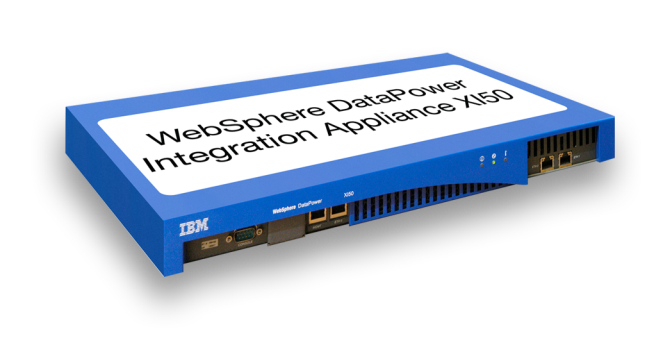 WebSphere DataPower
Integration Appliance XI50
IBM
WebSphere DataPower
XI50